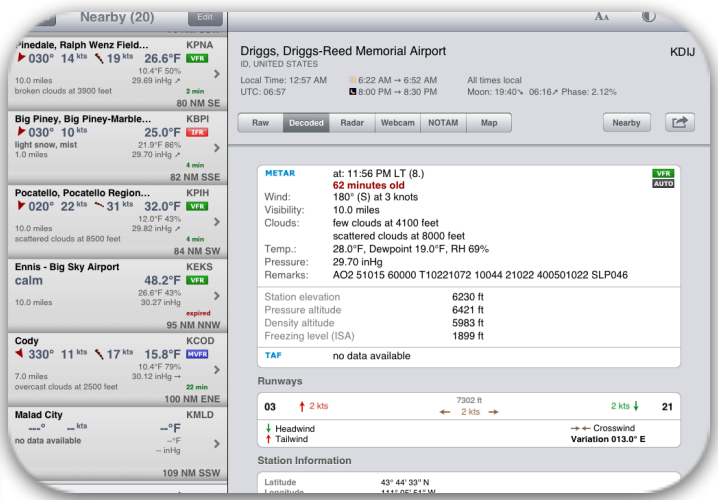 Nearby (20)
Edit
Pinedale, Ralph Wenz Field... KPNA
030° 14 kts 19 kts 26.6°F VFR
10.4°F 50%
10.0 miles 29.69 inHg ↗
broken clouds at 3900 feet 2 min
80 NM SE
Big Piney, Big Piney-Marble... KBPI
030° 10 kts 25.0°F IFR
light snow, mist 21.9°F 86%
1.0 miles 29.70 inHg ↗
4 min
82 NM SSE
Pocatello, Pocatello Region... KPIH
020° 22 kts 31 kts 32.0°F VFR
12.0°F 43%
10.0 miles 29.82 inHg ↗
scattered clouds at 8500 feet 4 min
84 NM SW
Ennis - Big Sky Airport KEKS
calm 48.2°F VFR
26.6°F 43%
10.0 miles 30.27 inHg
expired
95 NM NNW
Cody KCOD
330° 11 kts 17 kts 15.8°F MVFR
10.4°F 79%
7.0 miles 30.12 inHg →
overcast clouds at 2500 feet 22 min
100 NM ENE
Malad City KMLD
---° -- kts --°F
no data available --°F
-- inHg
109 NM SSW
AA
Driggs, Driggs-Reed Memorial Airport KDIJ
ID, UNITED STATES
Local Time: 12:57 AM 6:22 AM → 6:52 AM All times local
UTC: 06:57 8:00 PM → 8:30 PM Moon: 19:40↘ 06:16↗ Phase: 2.12%
Raw Decoded Radar Webcam NOTAM Map Nearby
METAR at: 11:56 PM LT (8.) VFR
62 minutes old AUTO
Wind: 180° (S) at 3 knots
Visibility: 10.0 miles
Clouds: few clouds at 4100 feet
scattered clouds at 8000 feet
Temp.: 28.0°F, Dewpoint 19.0°F, RH 69%
Pressure: 29.70 inHg
Remarks: AO2 51015 60000 T10221072 10044 21022 400501022 SLP046
Station elevation 6230 ft
Pressure altitude 6421 ft
Density altitude 5983 ft
Freezing level (ISA) 1899 ft
TAF no data available
Runways
7302 ft
03 ↑ 2 kts ← 2 kts → 2 kts ↓ 21
↓ Headwind → ← Crosswind
↑ Tailwind Variation 013.0° E
Station Information
Latitude 43° 44' 33" N
Longitude 111° 05' 51" W